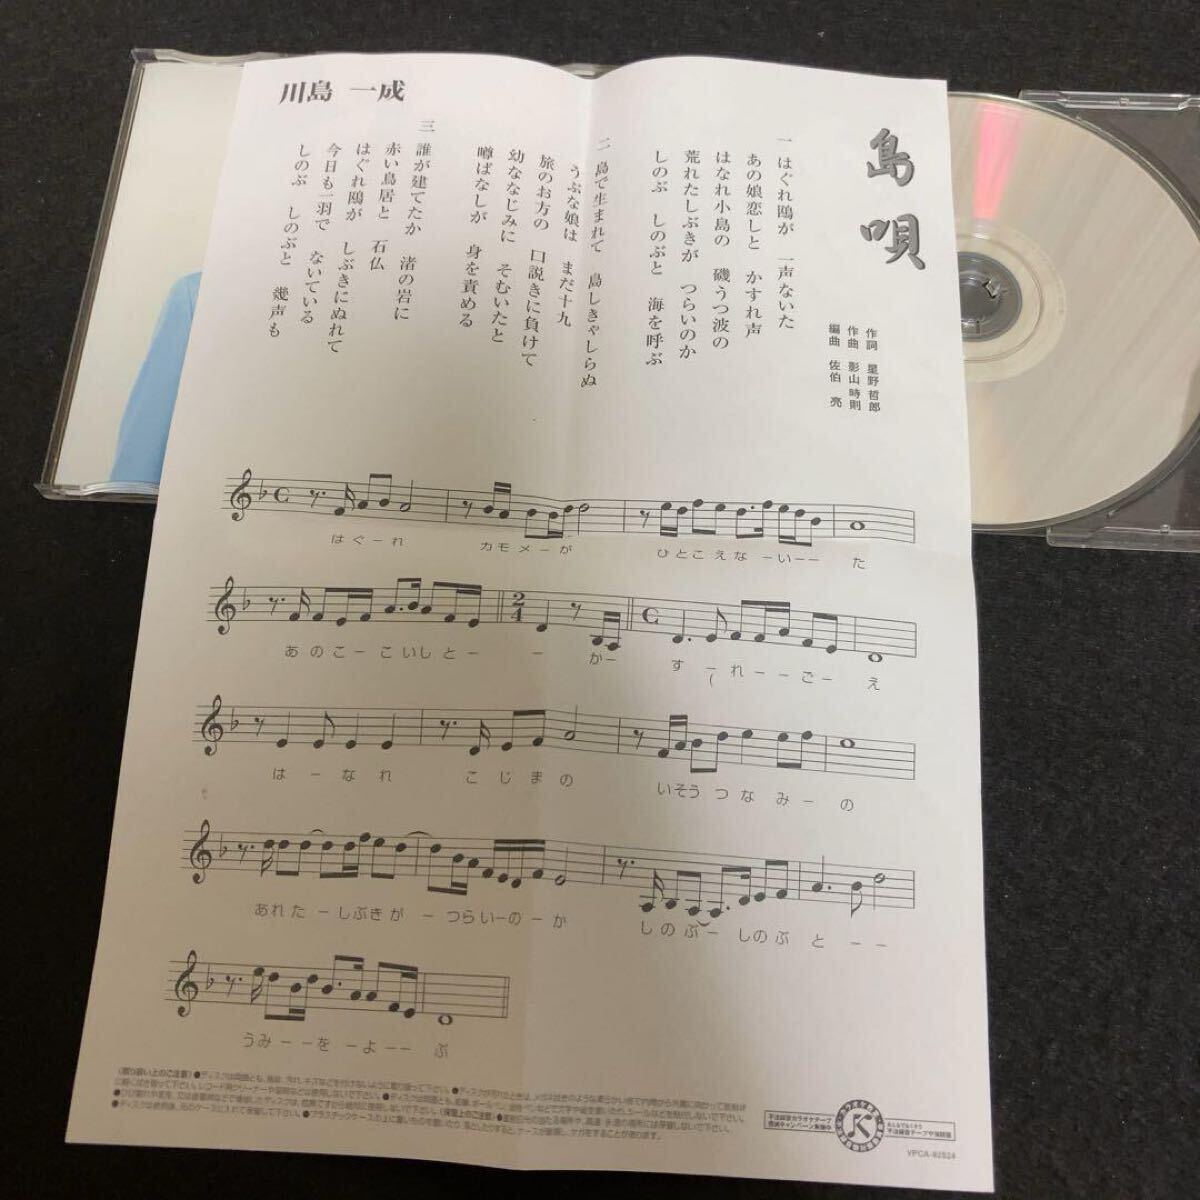 島唄
作詞 星野哲郎
作曲 影山時則
編曲 佐伯 亮
川島 一成
一 はぐれ鴎が 一声ないた
あの娘恋しと かすれ声
はなれ小島の 磯うつ波の
荒れたしぶきが つらいのか
しのぶ しのぶと 海を呼ぶ
二 島で生まれて 島しきゃしらぬ
うぶな娘は まだ十九
旅のお方の 口説きに負けて
幼ななじみに そむいたと
噂ばなしが 身を責める
三 誰が建てたか 渚の岩に
赤い鳥居と 石仏
はぐれ鴎が しぶきにぬれて
今日も一羽で ないている
しのぶ しのぶと 幾声も
はぐーれ カモメーが ひとこえなーいーーた
2/4
あのこーこいしとーーかーすーれーーごーえ
はーなれ こじまの いそうつなみーの
あれたーしぶきがーつらいーのーか しのぶーしのぶとーー
うみーーをーよーーぶ
VPCA-82524